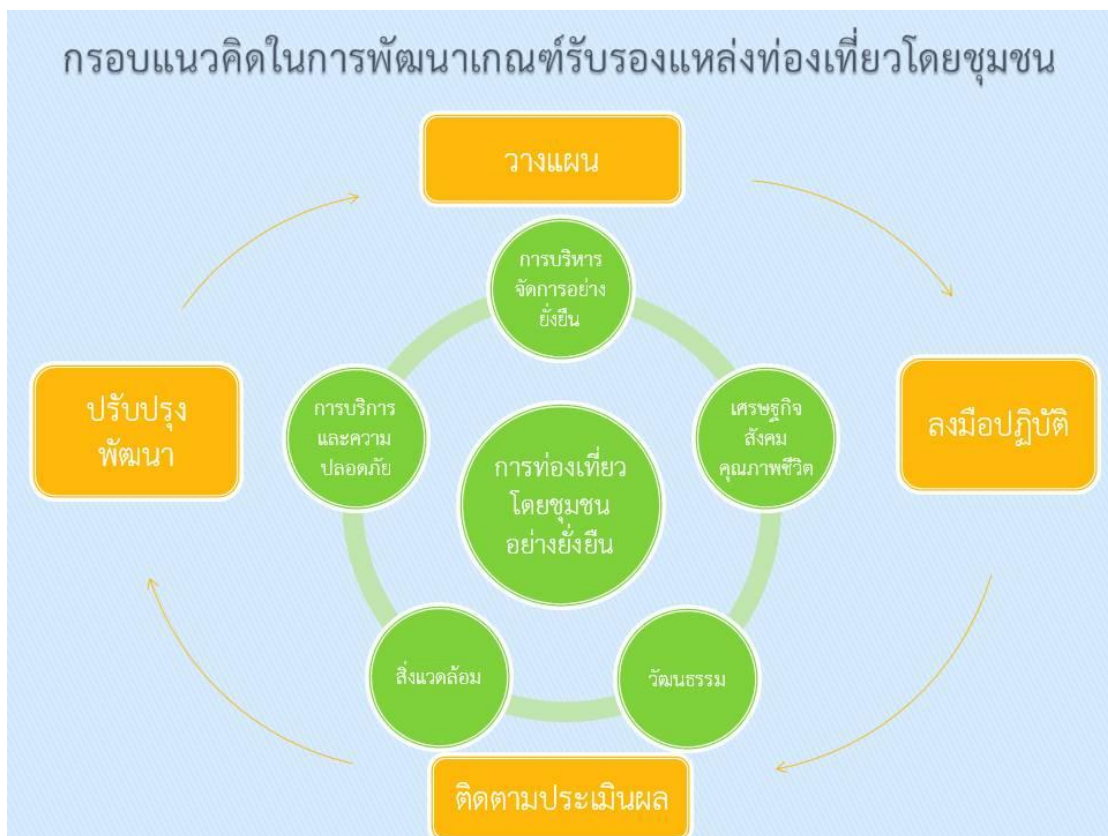 กรอบแนวคิดในการพัฒนาเกณฑ์รับรองแหล่งท่องเที่ยวโดยชุมชน
วางแผน
การบริหาร
จัดการอย่าง
ยั่งยืน
ปรับปรุง
พัฒนา
การบริการ
และความ
ปลอดภัย
เศรษฐกิจ
สังคม
คุณภาพชีวิต
ลงมือปฏิบัติ
การท่องเที่ยว
โดยชุมชน
อย่างยั่งยืน
สิ่งแวดล้อม
วัฒนธรรม
ติดตามประเมินผล